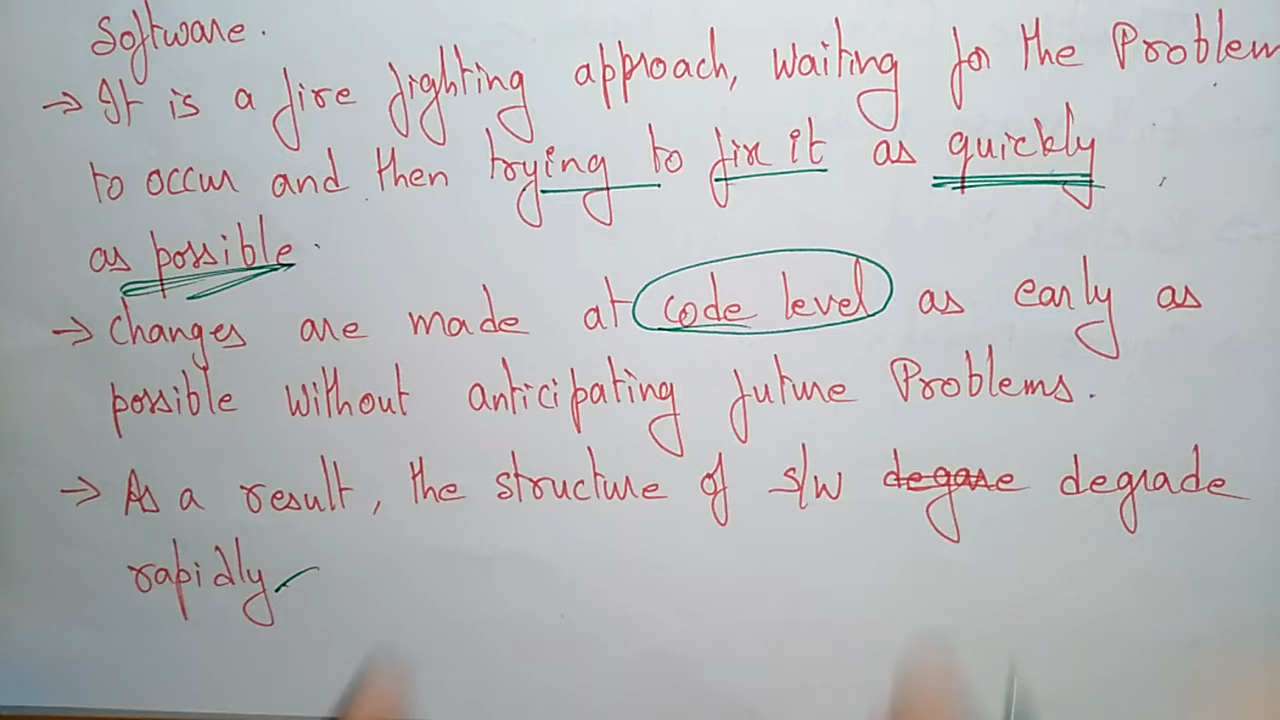 Software.
→ It is a fire fighting approach, waiting for the Problem
to occur and then trying to fix it as quickly
as possible.
→ changes are made at code level as early as
possible without anticipating future Problems.
→ As a result, the structure of s/w degare degrade
rapidly